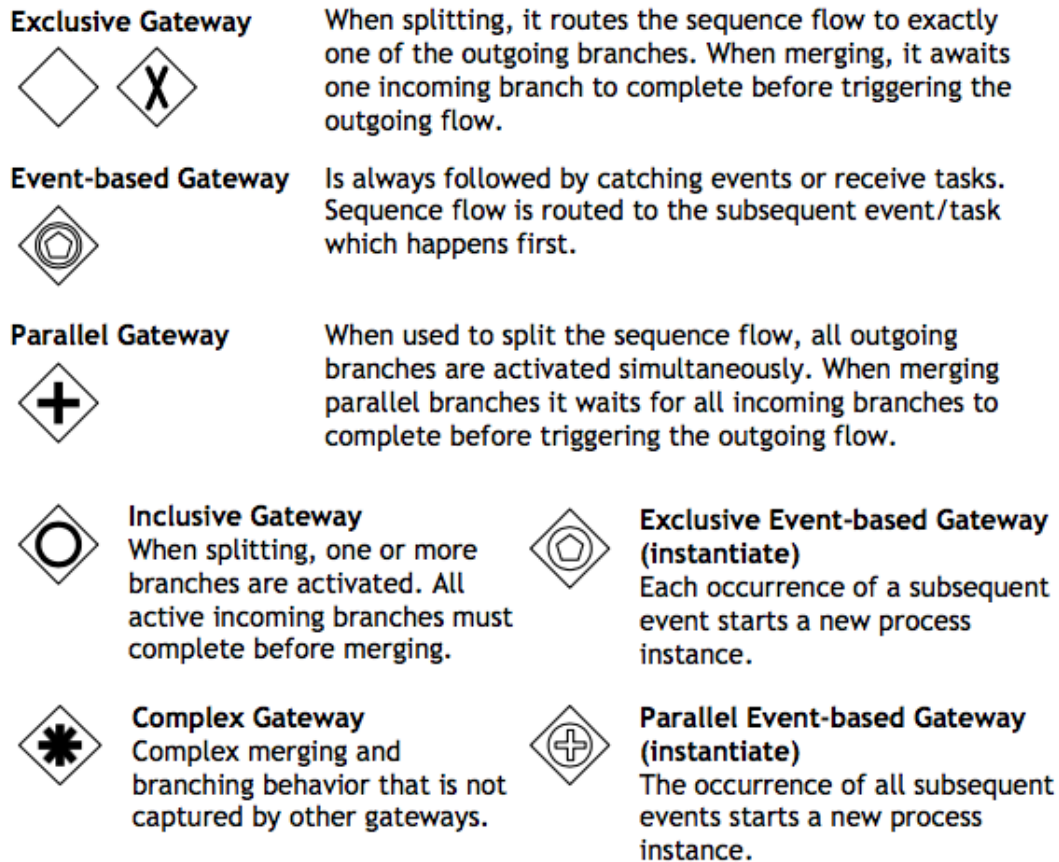 Exclusive Gateway
When splitting, it routes the sequence flow to exactly
one of the outgoing branches. When merging, it awaits
one incoming branch to complete before triggering the
outgoing flow.
X
Event-based Gateway
Is always followed by catching events or receive tasks.
Sequence flow is routed to the subsequent event/task
which happens first.
Parallel Gateway
When used to split the sequence flow, all outgoing
branches are activated simultaneously. When merging
parallel branches it waits for all incoming branches to
complete before triggering the outgoing flow.
Inclusive Gateway
When splitting, one or more
branches are activated. All
active incoming branches must
complete before merging.
Exclusive Event-based Gateway
(instantiate)
Each occurrence of a subsequent
event starts a new process
instance.
Complex Gateway
Complex merging and
branching behavior that is not
captured by other gateways.
Parallel Event-based Gateway
(instantiate)
The occurrence of all subsequent
events starts a new process
instance.